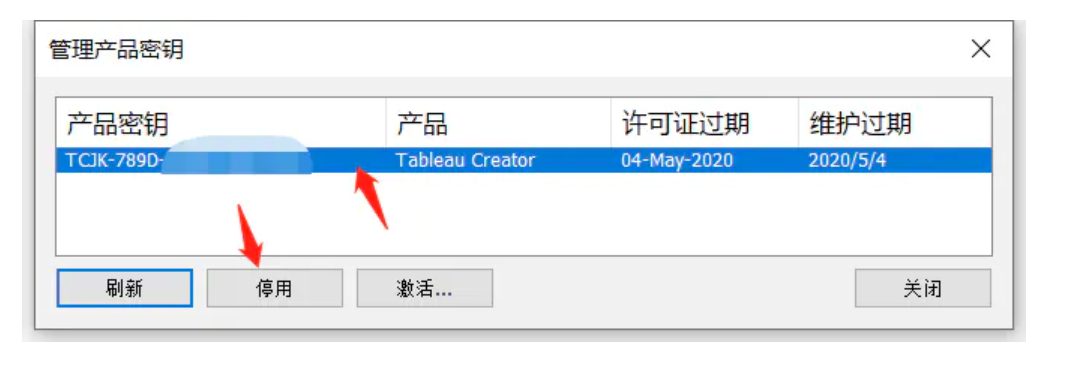 管理产品密钥
产品密钥 产品 许可证过期 维护过期
TCJK-789D- Tableau Creator 04-May-2020 2020/5/4
刷新 停用 激活... 关闭